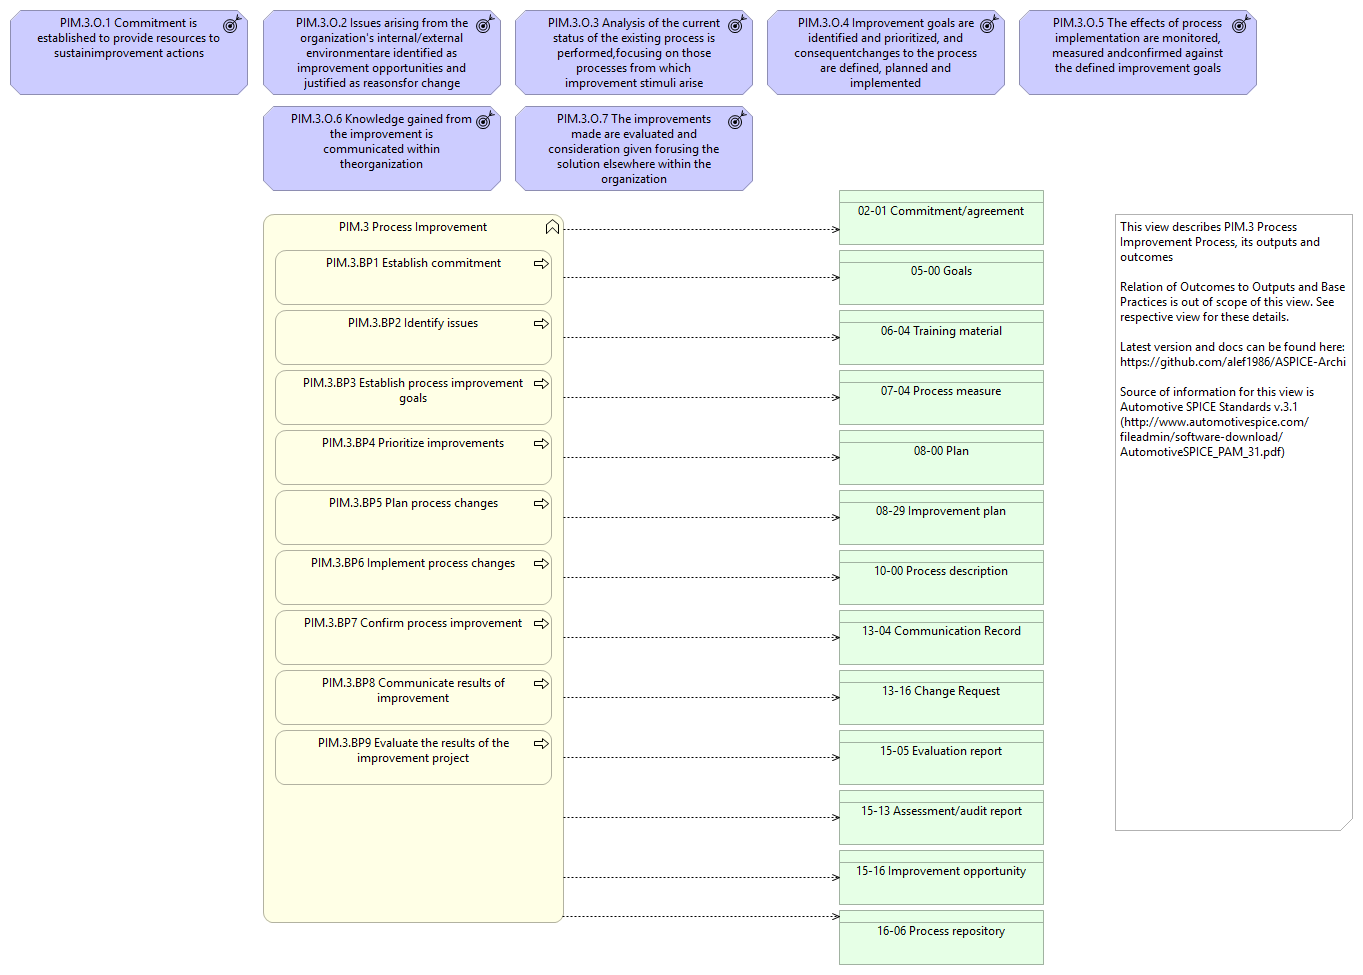 PIM.3.O.1 Commitment is
established to provide resources to
sustainimprovement actions
PIM.3.O.2 Issues arising from the
organization's internal/external
environmentare identified as
improvement opportunities and
justified as reasonsfor change
PIM.3.O.3 Analysis of the current
status of the existing process is
performed,focusing on those
processes from which
improvement stimuli arise
PIM.3.O.4 Improvement goals are
identified and prioritized, and
consequentchanges to the process
are defined, planned and
implemented
PIM.3.O.5 The effects of process
implementation are monitored,
measured andconfirmed against
the defined improvement goals
PIM.3.O.6 Knowledge gained from
the improvement is
communicated within
theorganization
PIM.3.O.7 The improvements
made are evaluated and
consideration given forusing the
solution elsewhere within the
organization
PIM.3 Process Improvement
PIM.3.BP1 Establish commitment
PIM.3.BP2 Identify issues
PIM.3.BP3 Establish process improvement
goals
PIM.3.BP4 Prioritize improvements
PIM.3.BP5 Plan process changes
PIM.3.BP6 Implement process changes
PIM.3.BP7 Confirm process improvement
PIM.3.BP8 Communicate results of
improvement
PIM.3.BP9 Evaluate the results of the
improvement project
02-01 Commitment/agreement
05-00 Goals
06-04 Training material
07-04 Process measure
08-00 Plan
08-29 Improvement plan
10-00 Process description
13-04 Communication Record
13-16 Change Request
15-05 Evaluation report
15-13 Assessment/audit report
15-16 Improvement opportunity
16-06 Process repository
This view describes PIM.3 Process
Improvement Process, its outputs and
outcomes
Relation of Outcomes to Outputs and Base
Practices is out of scope of this view. See
respective view for these details.
Latest version and docs can be found here:
https://github.com/alef1986/ASPICE-Archi
Source of information for this view is
Automotive SPICE Standards v.3.1
(http://www.automotivespice.com/
fileadmin/software-download/
AutomotiveSPICE_PAM_31.pdf)